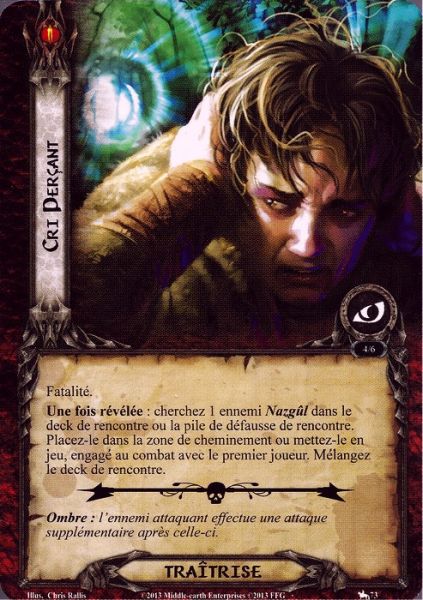 CRI PERÇANT
4/6
Fatalité.
Une fois révélée : cherchez 1 ennemi Nazgûl dans le
deck de rencontre ou la pile de défausse de rencontre.
Placez-le dans la zone de cheminement ou mettez-le en
jeu, engagé au combat avec le premier joueur. Mélangez
le deck de rencontre.
Ombre : l'ennemi attaquant effectue une attaque
supplémentaire après celle-ci.
TRAÎTRISE
Illus. Chris Rallis
©2013 Middle-earth Enterprises ©2013 FFG
73